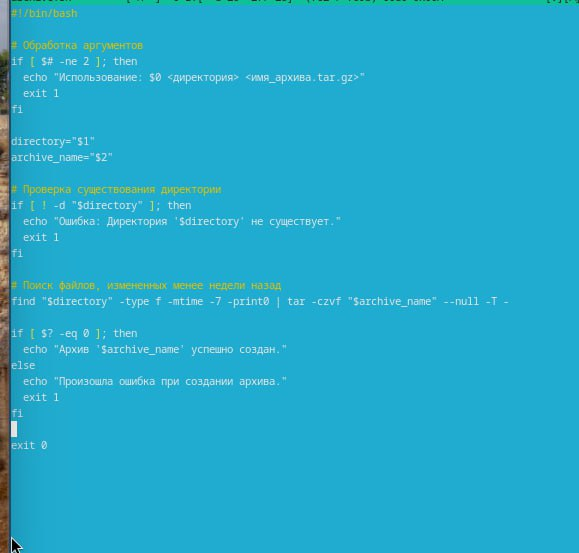 #!/bin/bash
# Обработка аргументов
if [ $# -ne 2 ]; then
  echo "Использование: $0 <директория> <имя_архива.tar.gz>"
  exit 1
fi
directory="$1"
archive_name="$2"
# Проверка существования директории
if [ ! -d "$directory" ]; then
  echo "Ошибка: Директория '$directory' не существует."
  exit 1
fi
# Поиск файлов, измененных менее недели назад
find "$directory" -type f -mtime -7 -print0 | tar -czvf "$archive_name" --null -T -
if [ $? -eq 0 ]; then
  echo "Архив '$archive_name' успешно создан."
else
  echo "Произошла ошибка при создании архива."
  exit 1
fi
exit 0